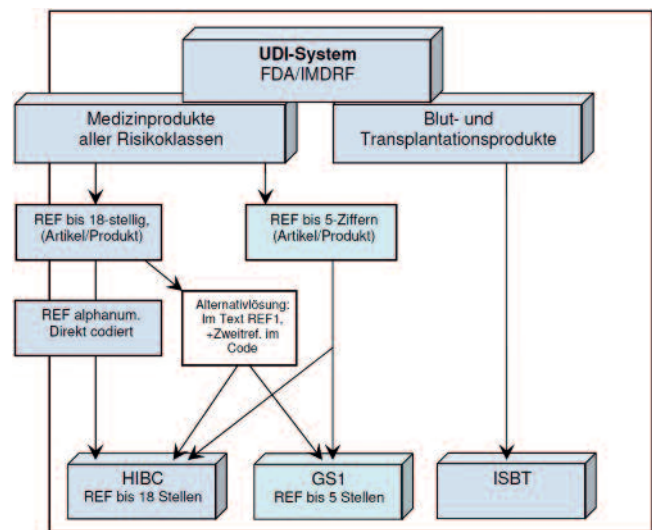 UDI-System
FDA/IMDRF
Medizinprodukte
aller Risikoklassen
Blut- und
Transplantationsprodukte
REF bis 18-stellig,
(Artikel/Produkt)
REF bis 5-Ziffern
(Artikel/Produkt)
REF alphanum.
Direkt codiert
Alternativlösung:
Im Text REF1,
+Zweitref. im
Code
HIBC
REF bis 18 Stellen
GS1
REF bis 5 Stellen
ISBT